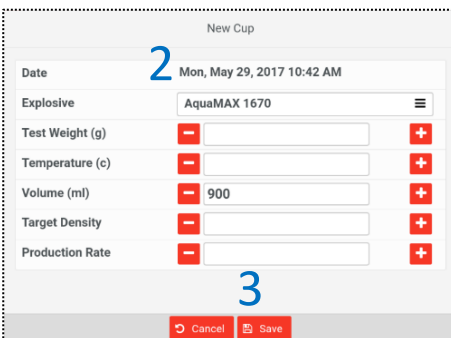 New Cup
2
Date Mon, May 29, 2017 10:42 AM
Explosive AquaMAX 1670
Test Weight (g)
Temperature (c)
Volume (ml) 900
Target Density
Production Rate
3
Cancel Save